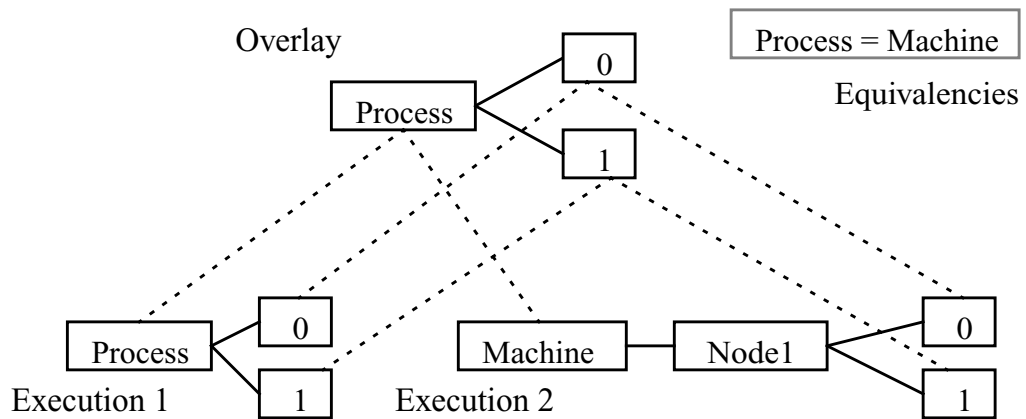 Overlay
0
Process = Machine
Process
Equivalencies
1
0
0
Process
Machine
Node1
Execution 1
1
Execution 2
1